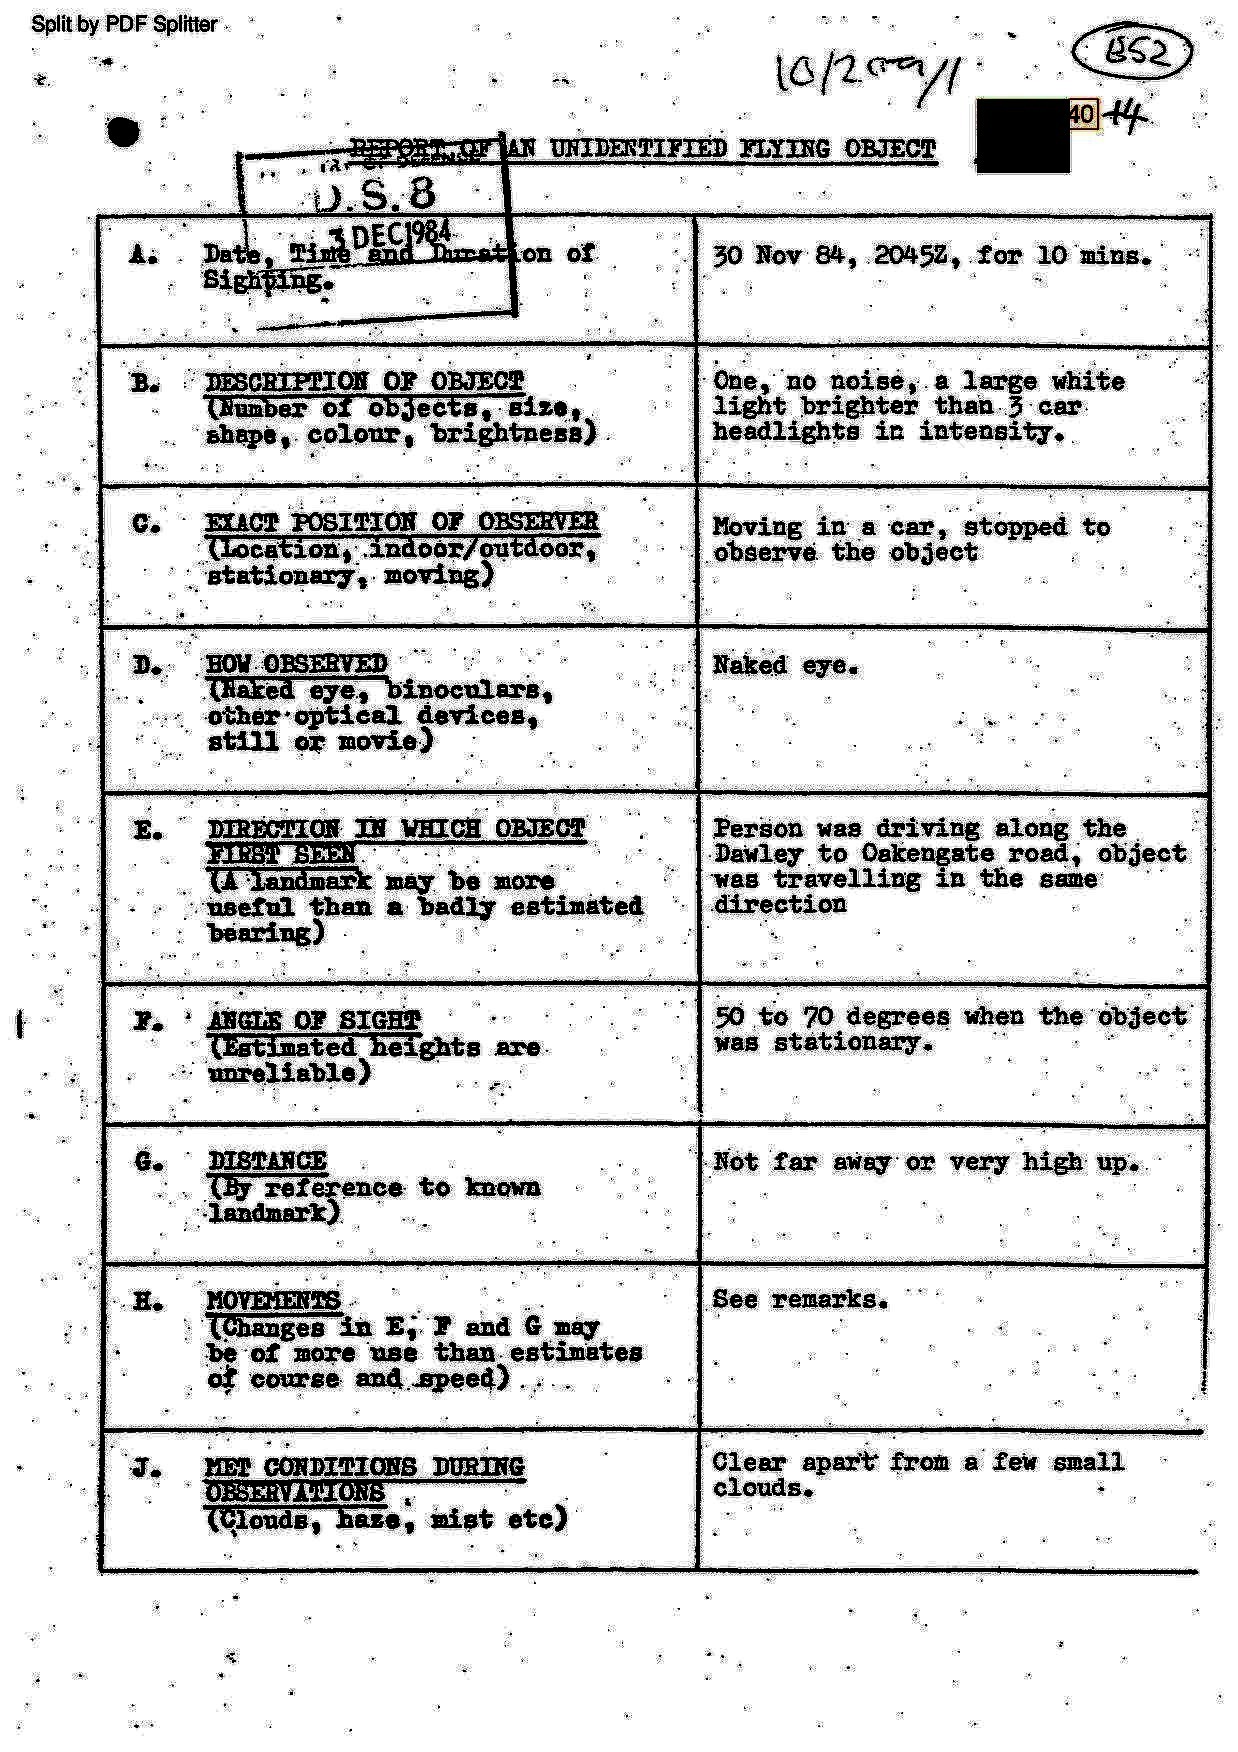 Split by PDF Splitter
B52
40 14
REPORT OF AN UNIDENTIFIED FLYING OBJECT
DEFENCE
D.S.8
3 DEC 1984
A. Date, Time and Duration of
Sighting.
30 Nov 84, 2045Z, for 10 mins.
B. DESCRIPTION OF OBJECT
(Number of objects, size,
shape, colour, brightness)
One, no noise, a large white
light brighter than 3 car
headlights in intensity.
C. EXACT POSITION OF OBSERVER
(Location, indoor/outdoor,
stationary, moving)
Moving in a car, stopped to
observe the object
D. HOW OBSERVED
(Naked eye, binoculars,
other optical devices,
still or movie)
Naked eye.
E. DIRECTION IN WHICH OBJECT
FIRST SEEN
(A landmark may be more
useful than a badly estimated
bearing)
Person was driving along the
Dawley to Oakengate road, object
was travelling in the same
direction
F. ANGLE OF SIGHT
(Estimated heights are
unreliable)
50 to 70 degrees when the object
was stationary.
G. DISTANCE
(By reference to known
landmark)
Not far away or very high up.
H. MOVEMENTS
(Changes in E, F and G may
be of more use than estimates
of course and speed)
See remarks.
J. MET CONDITIONS DURING
OBSERVATIONS
(Clouds, haze, mist etc)
Clear apart from a few small
clouds.